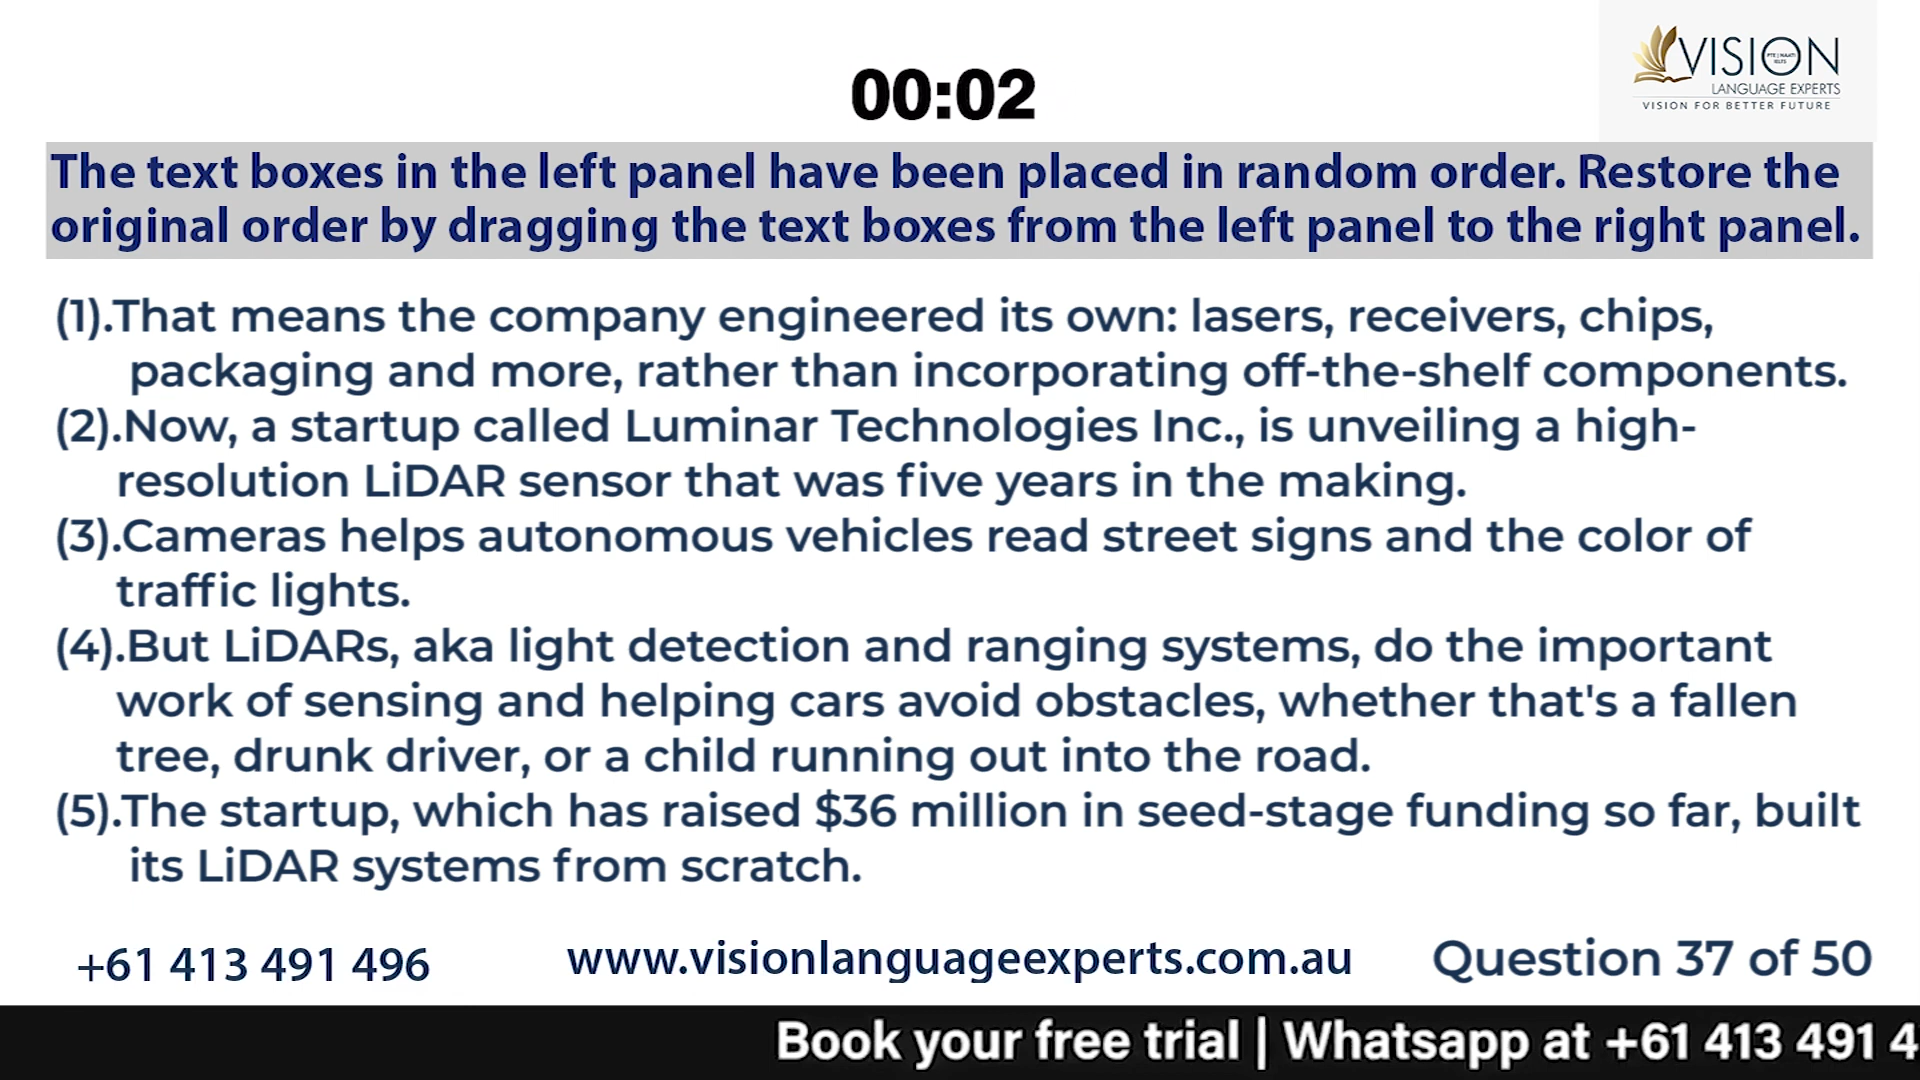 VISION
PTE | NAATI
IELTS
LANGUAGE EXPERTS
VISION FOR BETTER FUTURE
00:02
The text boxes in the left panel have been placed in random order. Restore the
original order by dragging the text boxes from the left panel to the right panel.
(1).That means the company engineered its own: lasers, receivers, chips,
packaging and more, rather than incorporating off-the-shelf components.
(2).Now, a startup called Luminar Technologies Inc., is unveiling a high-
resolution LiDAR sensor that was five years in the making.
(3).Cameras helps autonomous vehicles read street signs and the color of
traffic lights.
(4).But LiDARs, aka light detection and ranging systems, do the important
work of sensing and helping cars avoid obstacles, whether that's a fallen
tree, drunk driver, or a child running out into the road.
(5).The startup, which has raised $36 million in seed-stage funding so far, built
its LiDAR systems from scratch.
+61 413 491 496
www.visionlanguageexperts.com.au
Question 37 of 50
Book your free trial | Whatsapp at +61 413 491 4